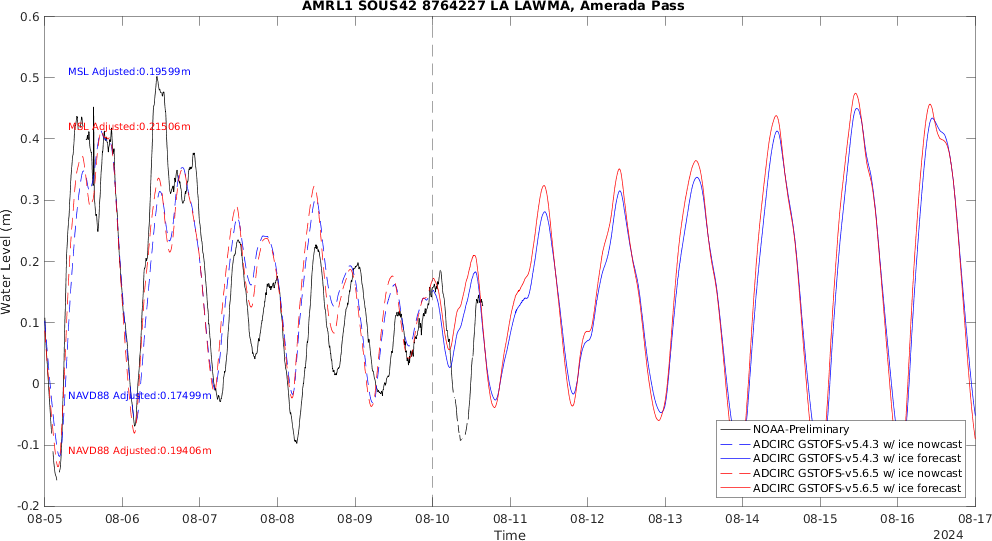 AMRL1 SOUS42 8764227 LA LAWMA, Amerada Pass
0.6
0.5
0.4
0.3
0.2
0.1
0
-0.1
-0.2
Water Level (m)
MSL Adjusted:0.19599m
MSL Adjusted:0.21506m
NAVD88 Adjusted:0.17499m
NAVD88 Adjusted:0.19406m
NOAA-Preliminary
ADCIRC GSTOFS-v5.4.3 w/ ice nowcast
ADCIRC GSTOFS-v5.4.3 w/ ice forecast
ADCIRC GSTOFS-v5.6.5 w/ ice nowcast
ADCIRC GSTOFS-v5.6.5 w/ ice forecast
08-05 08-06 08-07 08-08 08-09 08-10 08-11 08-12 08-13 08-14 08-15 08-16 08-17
Time
2024